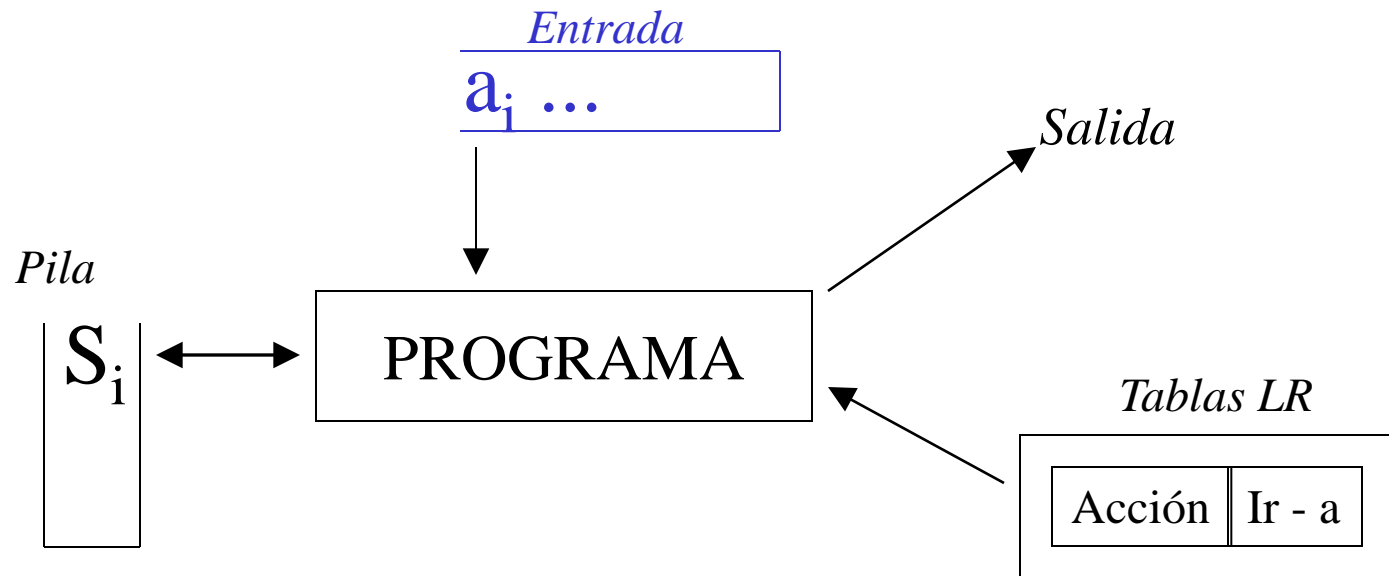 Entrada
aᵢ ...
Salida
Pila
Sᵢ
PROGRAMA
Tablas LR
Acción Ir - a